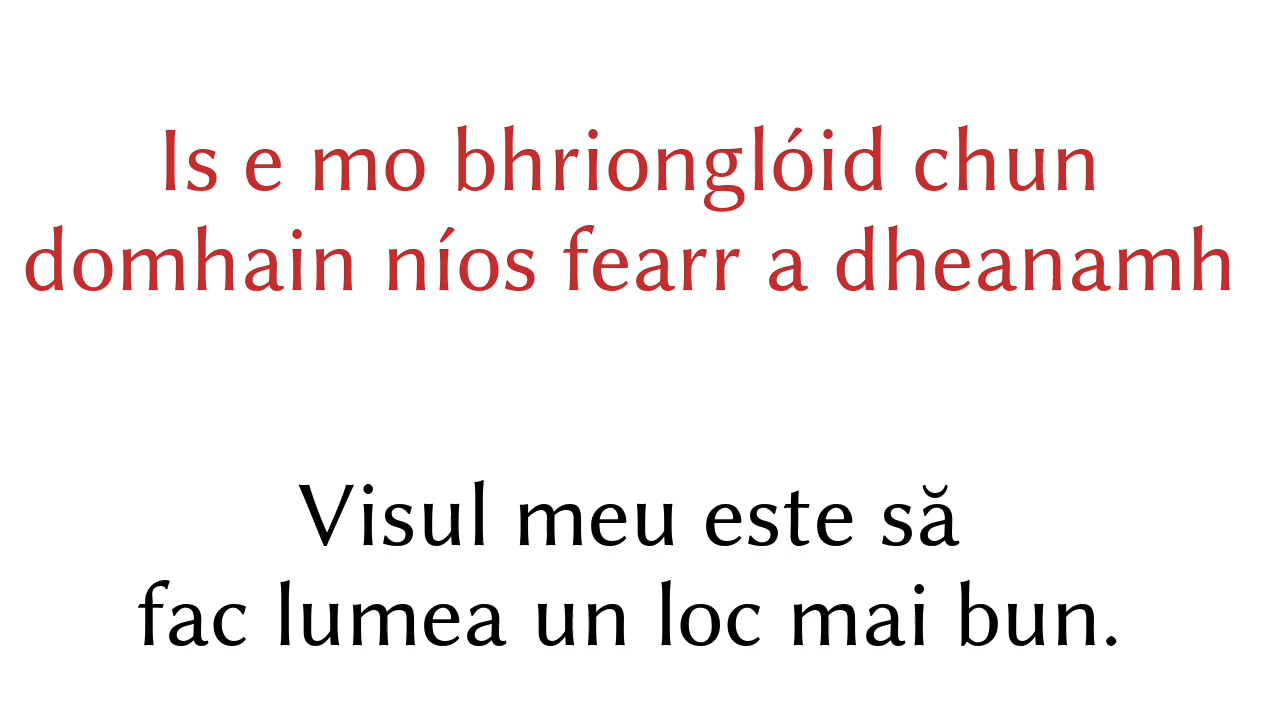 Is e mo bhrionglóid chun
domhain níos fearr a dheanamh
Visul meu este să
fac lumea un loc mai bun.